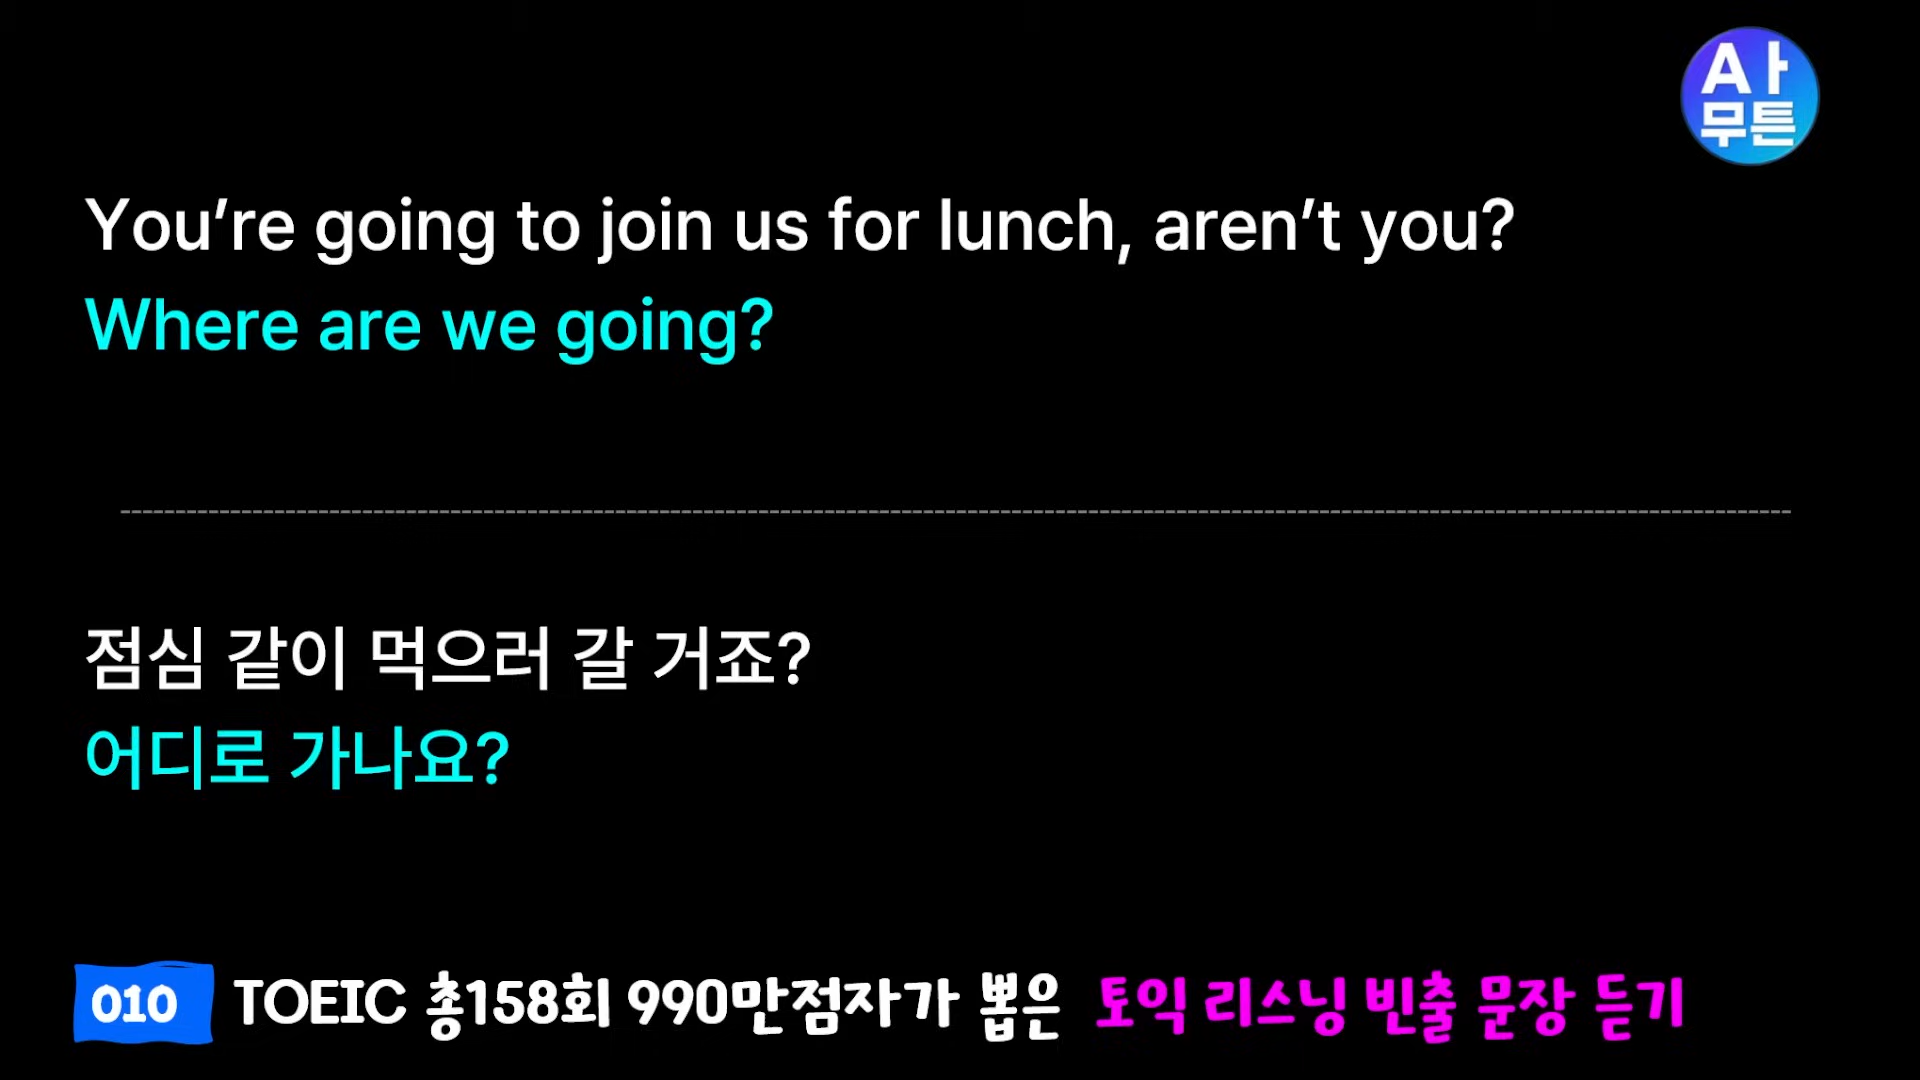 A사
무튼
You’re going to join us for lunch, aren’t you?
Where are we going?
점심 같이 먹으러 갈 거죠?
어디로 가나요?
010 TOEIC 총158회 990만점자가 뽑은 토익 리스닝 빈출 문장 듣기